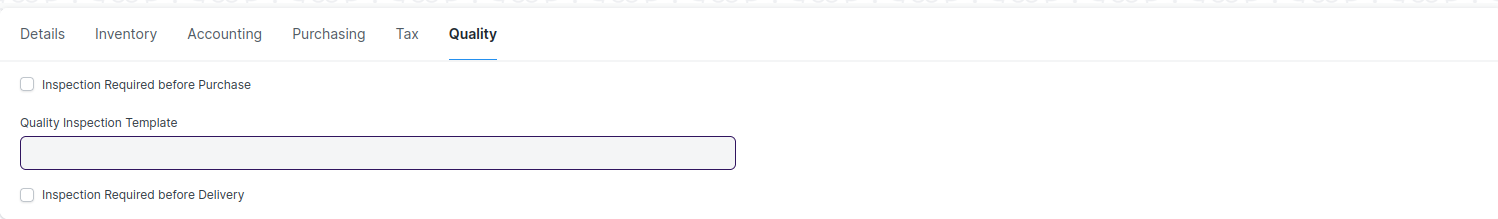 Details Inventory Accounting Purchasing Tax Quality
Inspection Required before Purchase
Quality Inspection Template
Inspection Required before Delivery